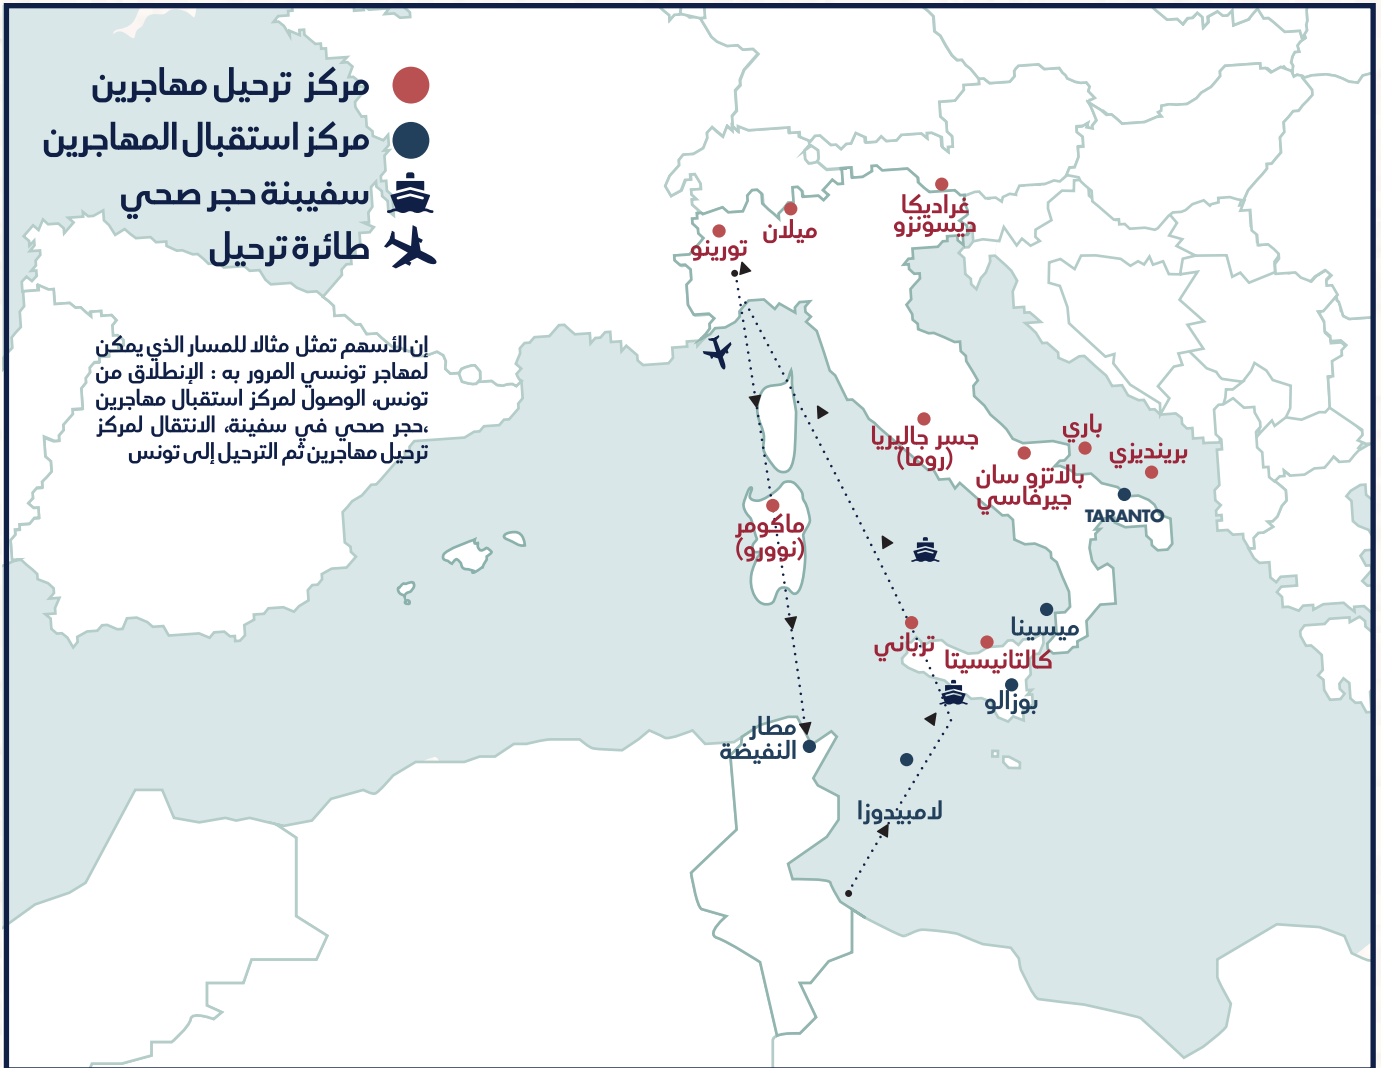 مركز ترحيل مهاجرين
مركز استقبال المهاجرين
سفيبنة حجر صحي
طائرة ترحيل
إن الأسهم تمثل مثالا للمسار الذي يمكن
لمهاجر تونسي المرور به : الإنطلاق من
تونس، الوصول لمركز استقبال مهاجرين
،حجر صحي في سفينة، الانتقال لمركز
ترحيل مهاجرين ثم الترحيل إلى تونس
غراديكا
ديسونزو
ميلان
تورينو
جسر جاليريا
(روما)
باري
برينديزي
بالاتزو سان
جيرفاسي
TARANTO
ماكومر
(نوورو)
ميسينا
ترباني
كالتانيسيتا
بوزالو
مطار
النفيضة
لامبيدوزا